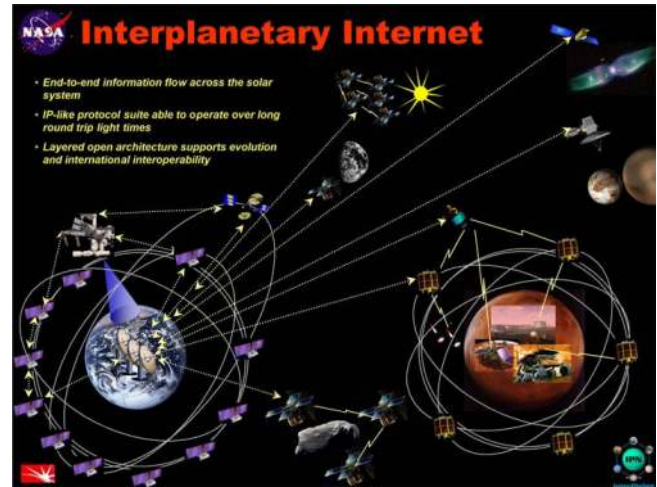 NASA
Interplanetary Internet
• End-to-end information flow across the solar
system
• IP-like protocol suite able to operate over long
round trip light times
• Layered open architecture supports evolution
and international interoperability
IPN